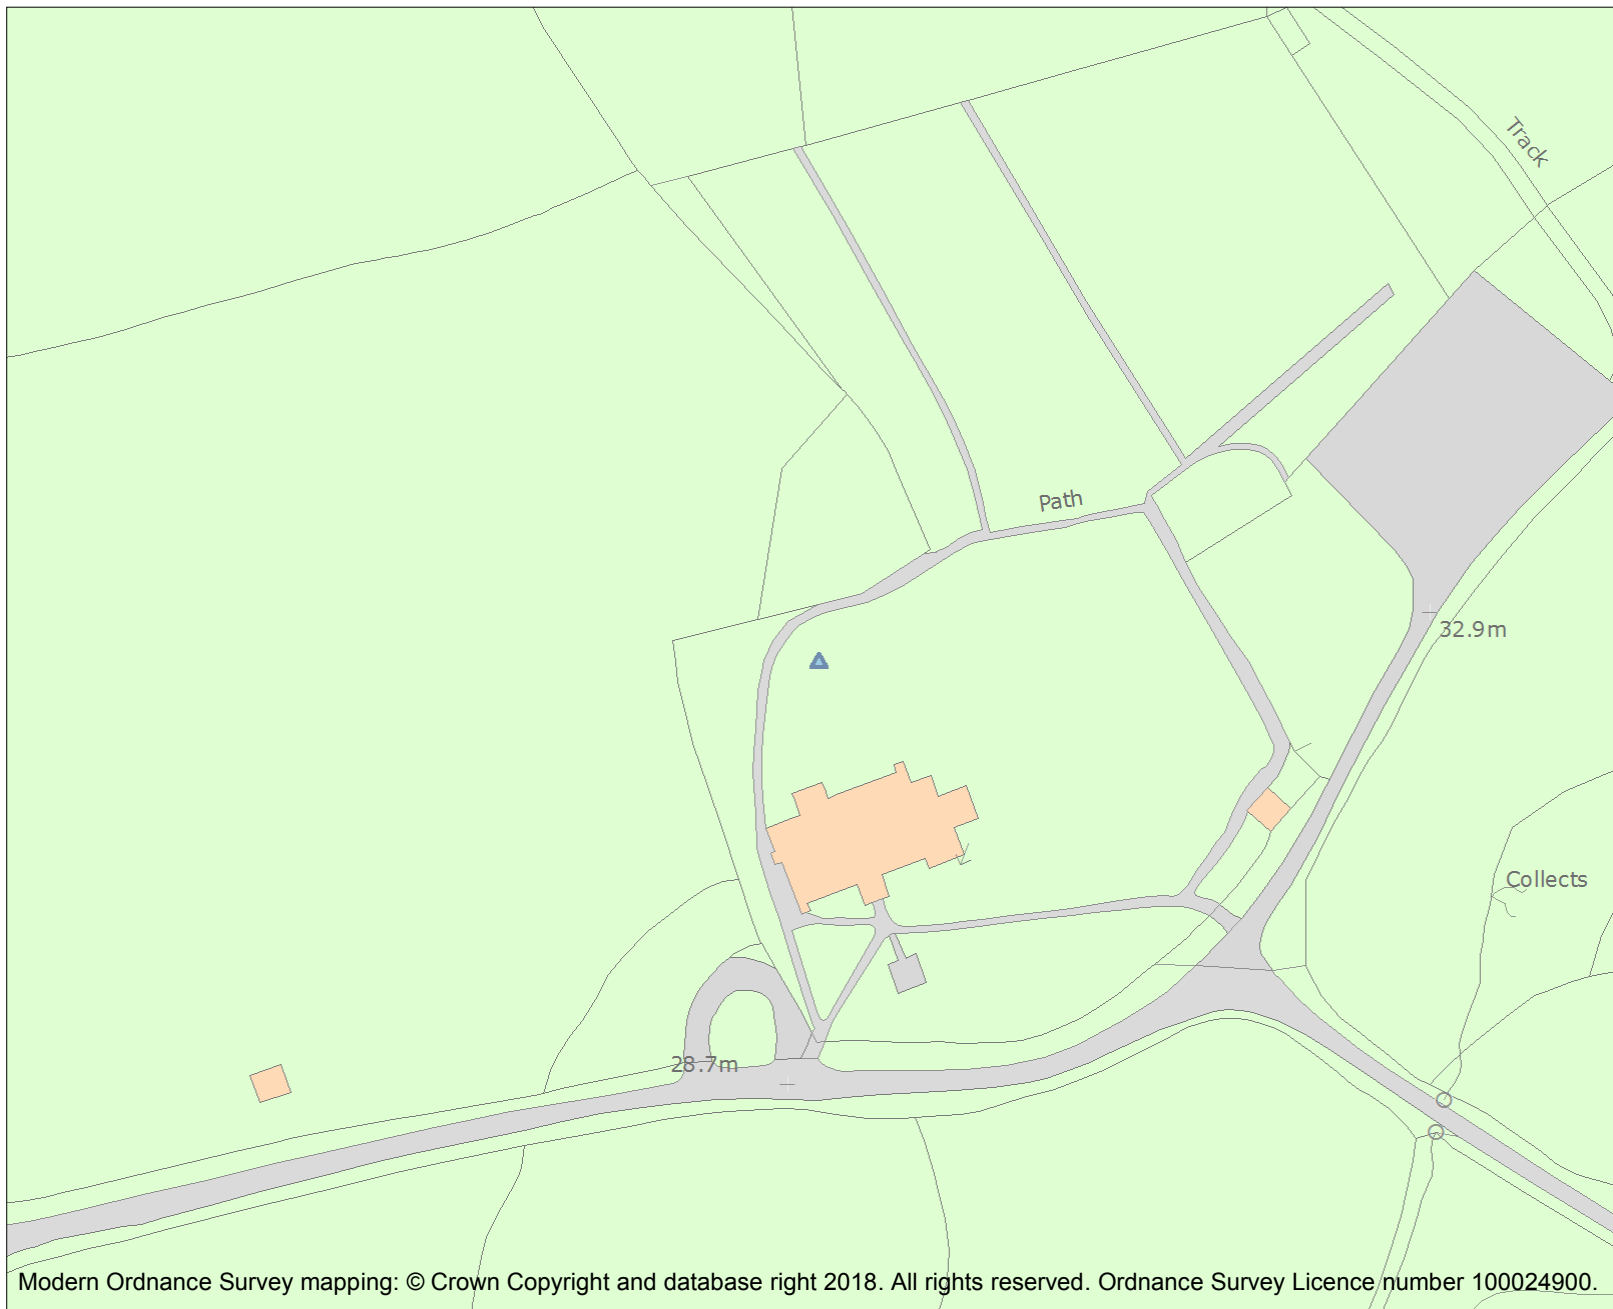 Track
Path
32.9m
Collects
28.7m
Modern Ordnance Survey mapping: © Crown Copyright and database right 2018. All rights reserved. Ordnance Survey Licence number 100024900.